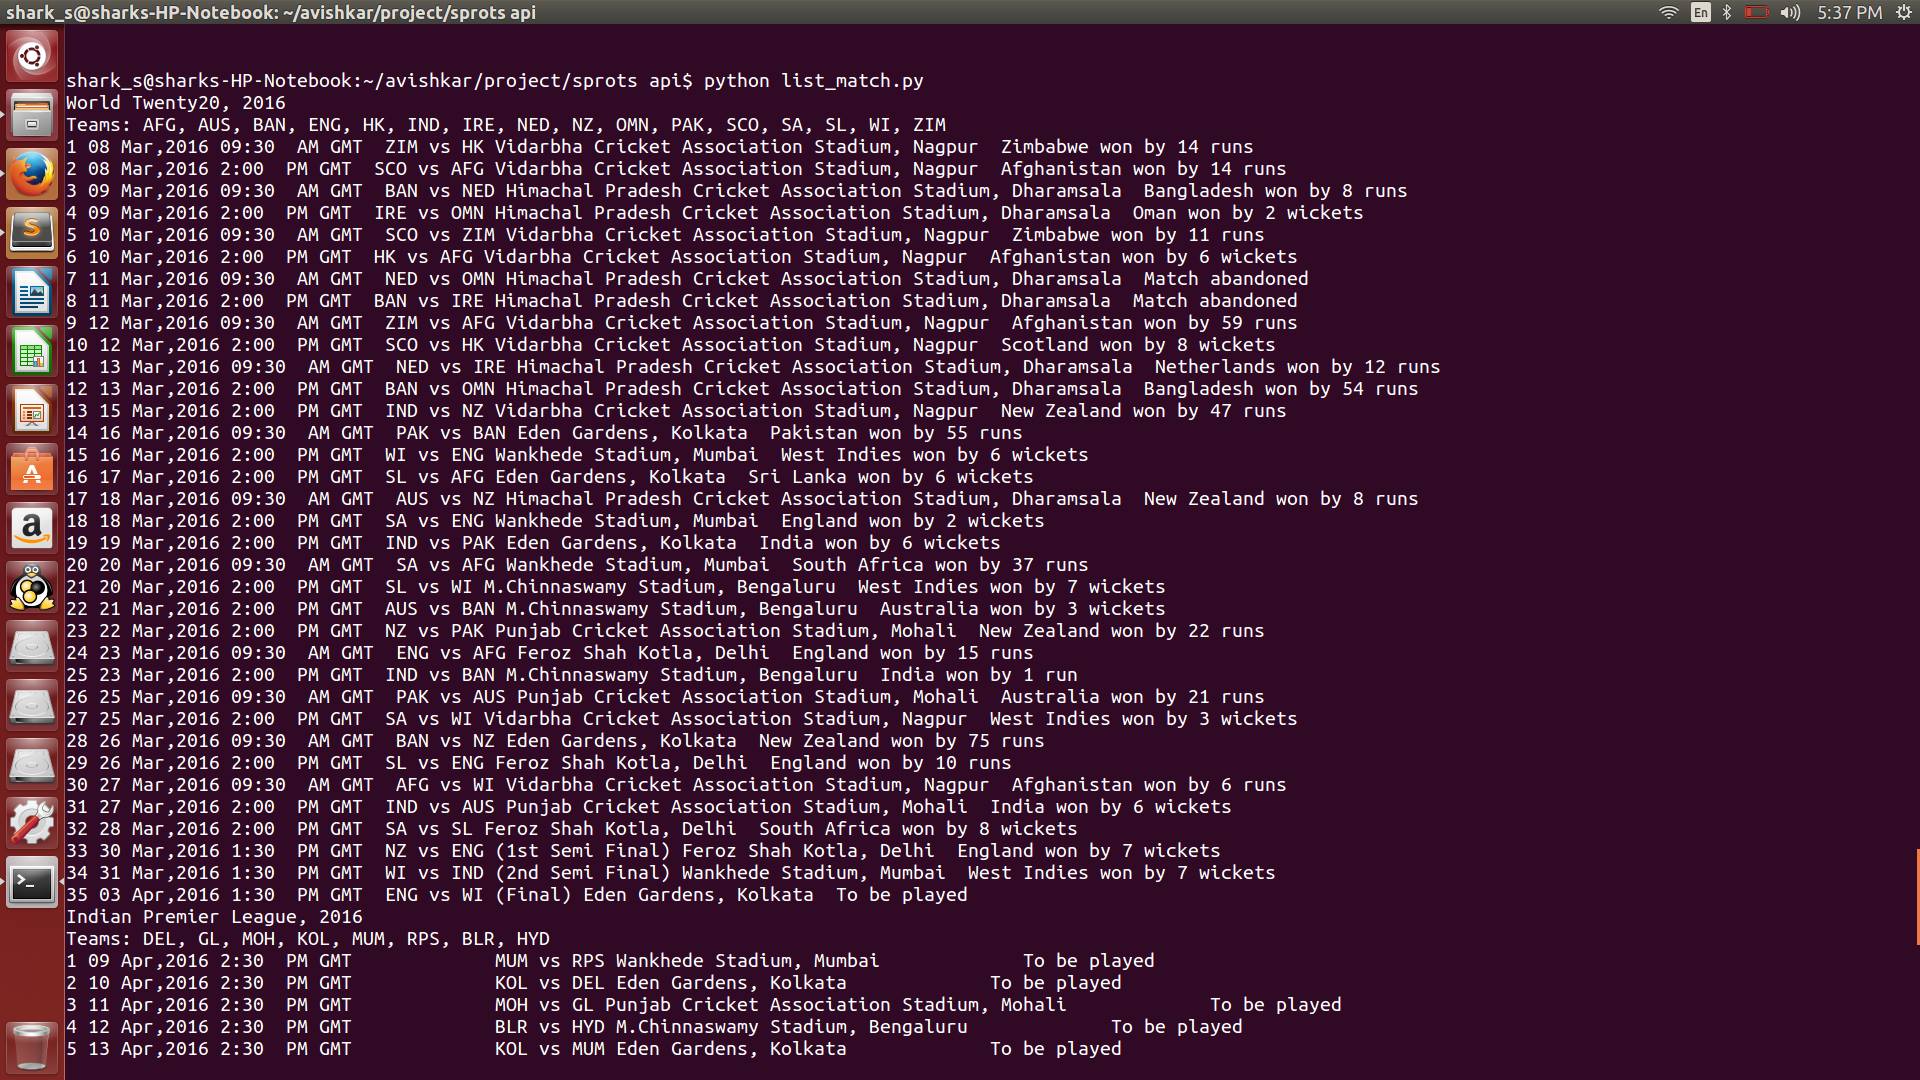 shark_s@sharks-HP-Notebook: ~/avishkar/project/sprots api
En 5:37 PM
shark_s@sharks-HP-Notebook:~/avishkar/project/sprots api$ python list_match.py
World Twenty20, 2016
Teams: AFG, AUS, BAN, ENG, HK, IND, IRE, NED, NZ, OMN, PAK, SCO, SA, SL, WI, ZIM
1 08 Mar,2016 09:30  AM GMT  ZIM vs HK Vidarbha Cricket Association Stadium, Nagpur  Zimbabwe won by 14 runs
2 08 Mar,2016 2:00  PM GMT  SCO vs AFG Vidarbha Cricket Association Stadium, Nagpur  Afghanistan won by 14 runs
3 09 Mar,2016 09:30  AM GMT  BAN vs NED Himachal Pradesh Cricket Association Stadium, Dharamsala  Bangladesh won by 8 runs
4 09 Mar,2016 2:00  PM GMT  IRE vs OMN Himachal Pradesh Cricket Association Stadium, Dharamsala  Oman won by 2 wickets
5 10 Mar,2016 09:30  AM GMT  SCO vs ZIM Vidarbha Cricket Association Stadium, Nagpur  Zimbabwe won by 11 runs
6 10 Mar,2016 2:00  PM GMT  HK vs AFG Vidarbha Cricket Association Stadium, Nagpur  Afghanistan won by 6 wickets
7 11 Mar,2016 09:30  AM GMT  NED vs OMN Himachal Pradesh Cricket Association Stadium, Dharamsala  Match abandoned
8 11 Mar,2016 2:00  PM GMT  BAN vs IRE Himachal Pradesh Cricket Association Stadium, Dharamsala  Match abandoned
9 12 Mar,2016 09:30  AM GMT  ZIM vs AFG Vidarbha Cricket Association Stadium, Nagpur  Afghanistan won by 59 runs
10 12 Mar,2016 2:00  PM GMT  SCO vs HK Vidarbha Cricket Association Stadium, Nagpur  Scotland won by 8 wickets
11 13 Mar,2016 09:30  AM GMT  NED vs IRE Himachal Pradesh Cricket Association Stadium, Dharamsala  Netherlands won by 12 runs
12 13 Mar,2016 2:00  PM GMT  BAN vs OMN Himachal Pradesh Cricket Association Stadium, Dharamsala  Bangladesh won by 54 runs
13 15 Mar,2016 2:00  PM GMT  IND vs NZ Vidarbha Cricket Association Stadium, Nagpur  New Zealand won by 47 runs
14 16 Mar,2016 09:30  AM GMT  PAK vs BAN Eden Gardens, Kolkata  Pakistan won by 55 runs
15 16 Mar,2016 2:00  PM GMT  WI vs ENG Wankhede Stadium, Mumbai  West Indies won by 6 wickets
16 17 Mar,2016 2:00  PM GMT  SL vs AFG Eden Gardens, Kolkata  Sri Lanka won by 6 wickets
17 18 Mar,2016 09:30  AM GMT  AUS vs NZ Himachal Pradesh Cricket Association Stadium, Dharamsala  New Zealand won by 8 runs
18 18 Mar,2016 2:00  PM GMT  SA vs ENG Wankhede Stadium, Mumbai  England won by 2 wickets
19 19 Mar,2016 2:00  PM GMT  IND vs PAK Eden Gardens, Kolkata  India won by 6 wickets
20 20 Mar,2016 09:30  AM GMT  SA vs AFG Wankhede Stadium, Mumbai  South Africa won by 37 runs
21 20 Mar,2016 2:00  PM GMT  SL vs WI M.Chinnaswamy Stadium, Bengaluru  West Indies won by 7 wickets
22 21 Mar,2016 2:00  PM GMT  AUS vs BAN M.Chinnaswamy Stadium, Bengaluru  Australia won by 3 wickets
23 22 Mar,2016 2:00  PM GMT  NZ vs PAK Punjab Cricket Association Stadium, Mohali  New Zealand won by 22 runs
24 23 Mar,2016 09:30  AM GMT  ENG vs AFG Feroz Shah Kotla, Delhi  England won by 15 runs
25 23 Mar,2016 2:00  PM GMT  IND vs BAN M.Chinnaswamy Stadium, Bengaluru  India won by 1 run
26 25 Mar,2016 09:30  AM GMT  PAK vs AUS Punjab Cricket Association Stadium, Mohali  Australia won by 21 runs
27 25 Mar,2016 2:00  PM GMT  SA vs WI Vidarbha Cricket Association Stadium, Nagpur  West Indies won by 3 wickets
28 26 Mar,2016 09:30  AM GMT  BAN vs NZ Eden Gardens, Kolkata  New Zealand won by 75 runs
29 26 Mar,2016 2:00  PM GMT  SL vs ENG Feroz Shah Kotla, Delhi  England won by 10 runs
30 27 Mar,2016 09:30  AM GMT  AFG vs WI Vidarbha Cricket Association Stadium, Nagpur  Afghanistan won by 6 runs
31 27 Mar,2016 2:00  PM GMT  IND vs AUS Punjab Cricket Association Stadium, Mohali  India won by 6 wickets
32 28 Mar,2016 2:00  PM GMT  SA vs SL Feroz Shah Kotla, Delhi  South Africa won by 8 wickets
33 30 Mar,2016 1:30  PM GMT  NZ vs ENG (1st Semi Final) Feroz Shah Kotla, Delhi  England won by 7 wickets
34 31 Mar,2016 1:30  PM GMT  WI vs IND (2nd Semi Final) Wankhede Stadium, Mumbai  West Indies won by 7 wickets
35 03 Apr,2016 1:30  PM GMT  ENG vs WI (Final) Eden Gardens, Kolkata  To be played
Indian Premier League, 2016
Teams: DEL, GL, MOH, KOL, MUM, RPS, BLR, HYD
1 09 Apr,2016 2:30  PM GMT             MUM vs RPS Wankhede Stadium, Mumbai             To be played
2 10 Apr,2016 2:30  PM GMT             KOL vs DEL Eden Gardens, Kolkata             To be played
3 11 Apr,2016 2:30  PM GMT             MOH vs GL Punjab Cricket Association Stadium, Mohali             To be played
4 12 Apr,2016 2:30  PM GMT             BLR vs HYD M.Chinnaswamy Stadium, Bengaluru             To be played
5 13 Apr,2016 2:30  PM GMT             KOL vs MUM Eden Gardens, Kolkata             To be played